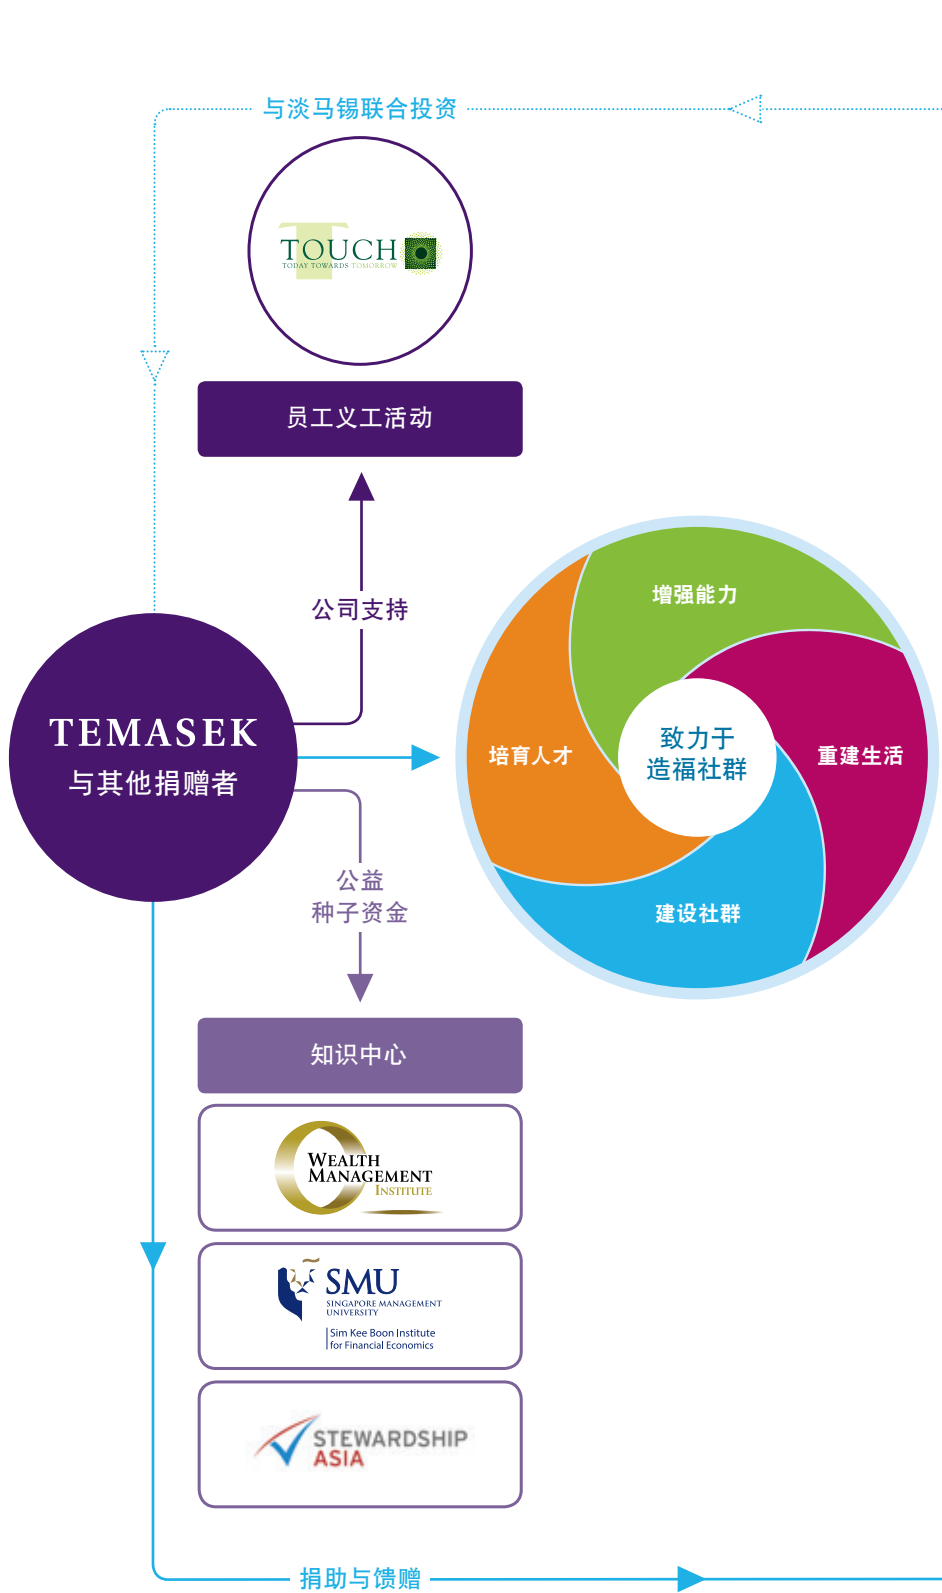 与淡马锡联合投资
TOUCH
TODAY TOWARDS TOMORROW
员工义工活动
公司支持
增强能力
TEMASEK
与其他捐赠者
培育人才
致力于
造福社群
重建生活
公益
种子资金
建设社群
知识中心
WEALTH
MANAGEMENT
INSTITUTE
SMU
SINGAPORE MANAGEMENT
UNIVERSITY
Sim Kee Boon Institute
for Financial Economics
STEWARDSHIP
ASIA
捐助与馈赠